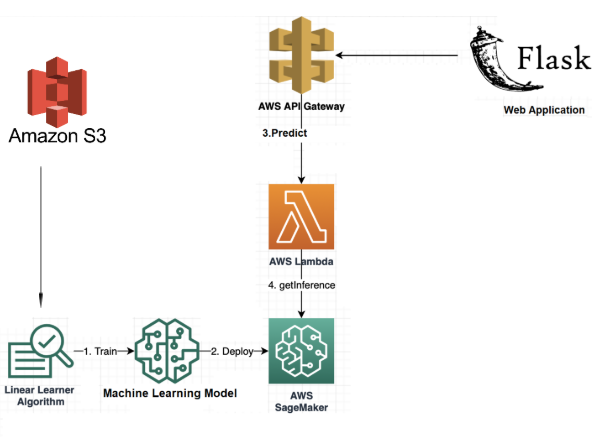 Flask
Web Application
AWS API Gateway
3.Predict
Amazon S3
AWS Lambda
4. getInference
1. Train
2. Deploy
Linear Learner
Algorithm
Machine Learning Model
AWS
SageMaker